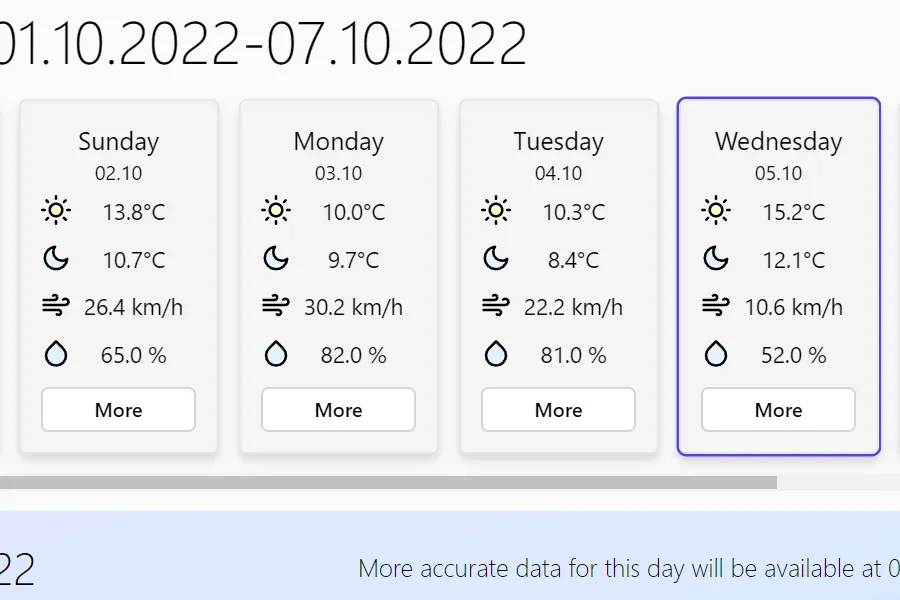 01.10.2022-07.10.2022
Sunday
02.10
13.8°C
10.7°C
26.4 km/h
65.0 %
More
Monday
03.10
10.0°C
9.7°C
30.2 km/h
82.0 %
More
Tuesday
04.10
10.3°C
8.4°C
22.2 km/h
81.0 %
More
Wednesday
05.10
15.2°C
12.1°C
10.6 km/h
52.0 %
More
22
More accurate data for this day will be available at 0